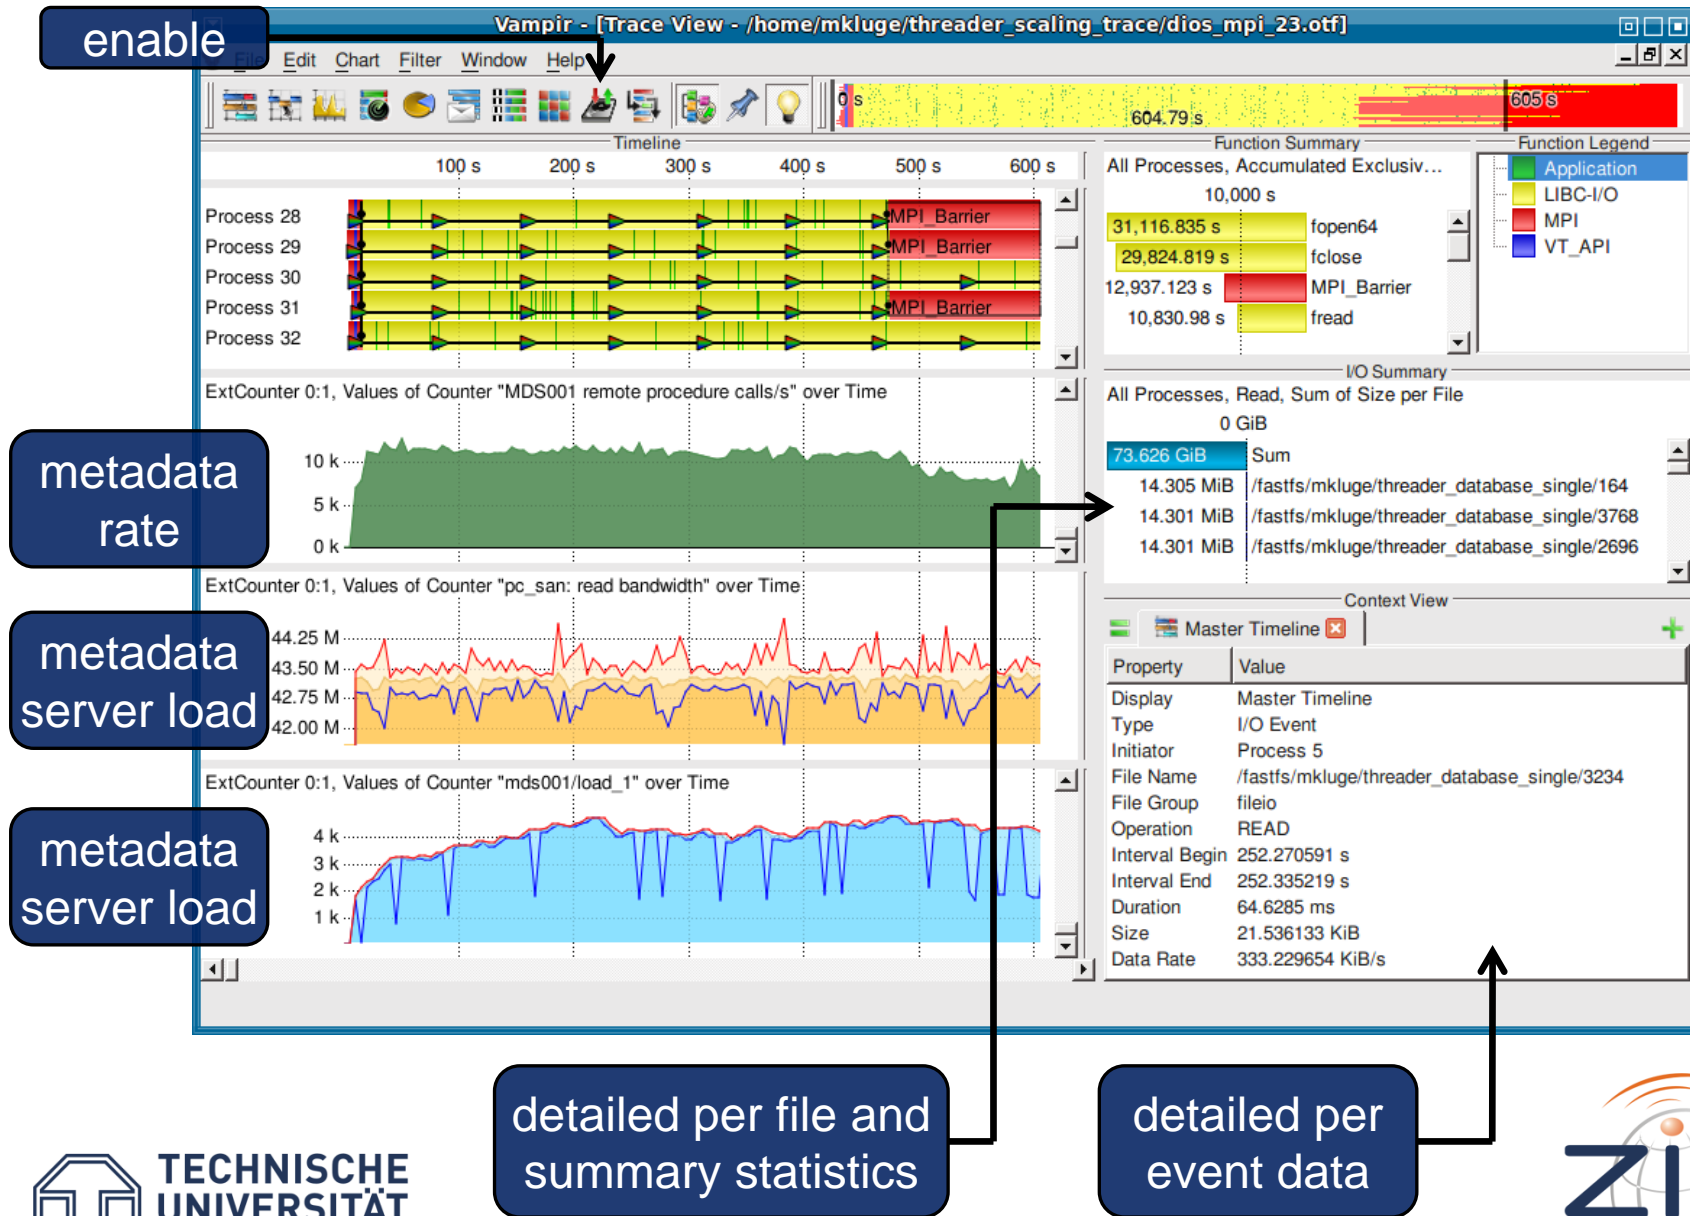 enable
Vampir - [Trace View - /home/mkluge/threader_scaling_trace/dios_mpi_23.otf]
File Edit Chart Filter Window Help
0 s
604.79 s
605 s
Timeline
100 s 200 s 300 s 400 s 500 s 600 s
Process 28 MPI_Barrier
Process 29 MPI_Barrier
Process 30
Process 31 MPI_Barrier
Process 32
Function Summary
All Processes, Accumulated Exclusiv...
10,000 s
31,116.835 s fopen64
29,824.819 s fclose
12,937.123 s MPI_Barrier
10,830.98 s fread
Function Legend
Application
LIBC-I/O
MPI
VT_API
ExtCounter 0:1, Values of Counter "MDS001 remote procedure calls/s" over Time
10 k
5 k
0 k
metadata
rate
I/O Summary
All Processes, Read, Sum of Size per File
0 GiB
73.626 GiB Sum
14.305 MiB /fastfs/mkluge/threader_database_single/164
14.301 MiB /fastfs/mkluge/threader_database_single/3768
14.301 MiB /fastfs/mkluge/threader_database_single/2696
ExtCounter 0:1, Values of Counter "pc_san: read bandwidth" over Time
44.25 M
43.50 M
42.75 M
42.00 M
metadata
server load
Context View
Master Timeline
Property Value
Display Master Timeline
Type I/O Event
Initiator Process 5
File Name /fastfs/mkluge/threader_database_single/3234
File Group fileio
Operation READ
Interval Begin 252.270591 s
Interval End 252.335219 s
Duration 64.6285 ms
Size 21.536133 KiB
Data Rate 333.229654 KiB/s
ExtCounter 0:1, Values of Counter "mds001/load_1" over Time
4 k
3 k
2 k
1 k
metadata
server load
detailed per file and
summary statistics
detailed per
event data
TECHNISCHE
UNIVERSITÄT
ZI